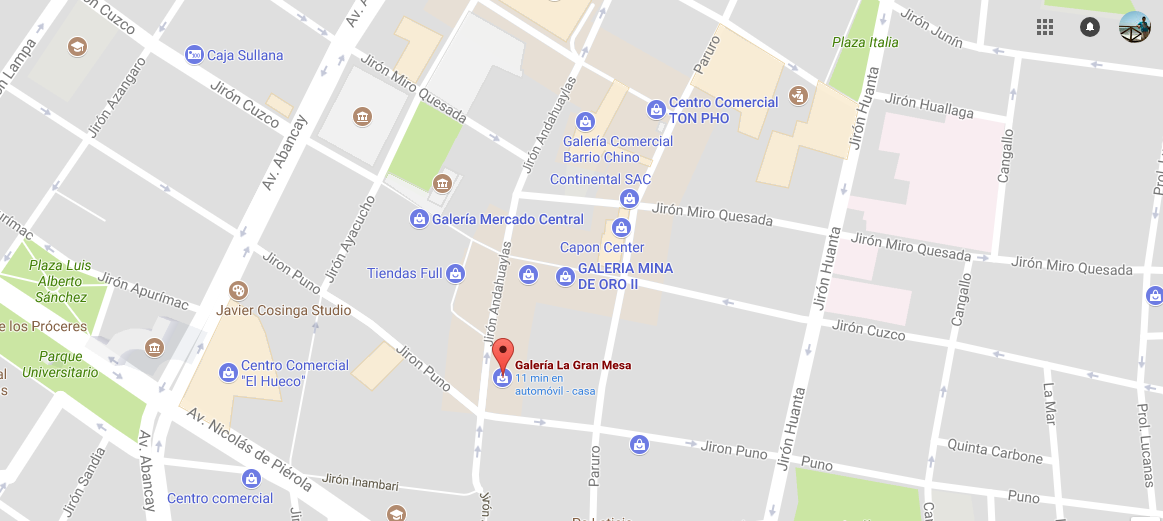 Jirón Cuzco
Av. A
Paruro
Plaza Italia
Jirón Junín
Lampa
Jirón Azangaro
Caja Sullana
Jirón Cuzco
Jirón Miro Quesada
Jirón Andahuaylas
Centro Comercial
TON PHO
Jirón Huanta
Jirón Huallaga
Cangallo
Prol. Luc
Av. Abancay
Galería Comercial
Barrio Chino
Continental SAC
Jirón Ayacucho
Galería Mercado Central
Jirón Miro Quesada
Capon Center
Jirón Miro Quesada
Jirón Miro Quesada
Jirón Puno
Plaza Luis
Alberto
Sánchez
Jirón Apurímac
Tiendas Full
GALERIA MINA
DE ORO II
Jirón Andahuaylas
Jirón Huanta
Cangallo
Javier Cosinga Studio
e los Próceres
Jirón Cuzco
Parque
Universitario
Centro Comercial
"El Hueco"
Jiron Puno
Galería La Gran Mesa
11 min en
automóvil - casa
La Mar
Prol. Lucanas
Av. Nicolás de Piérola
Av. Abancay
Jirón Sandia
Jirón Huanta
Paruro
Jiron Puno
Puno
Quinta Carbone
Puno
Jirón Inambari
Centro comercial